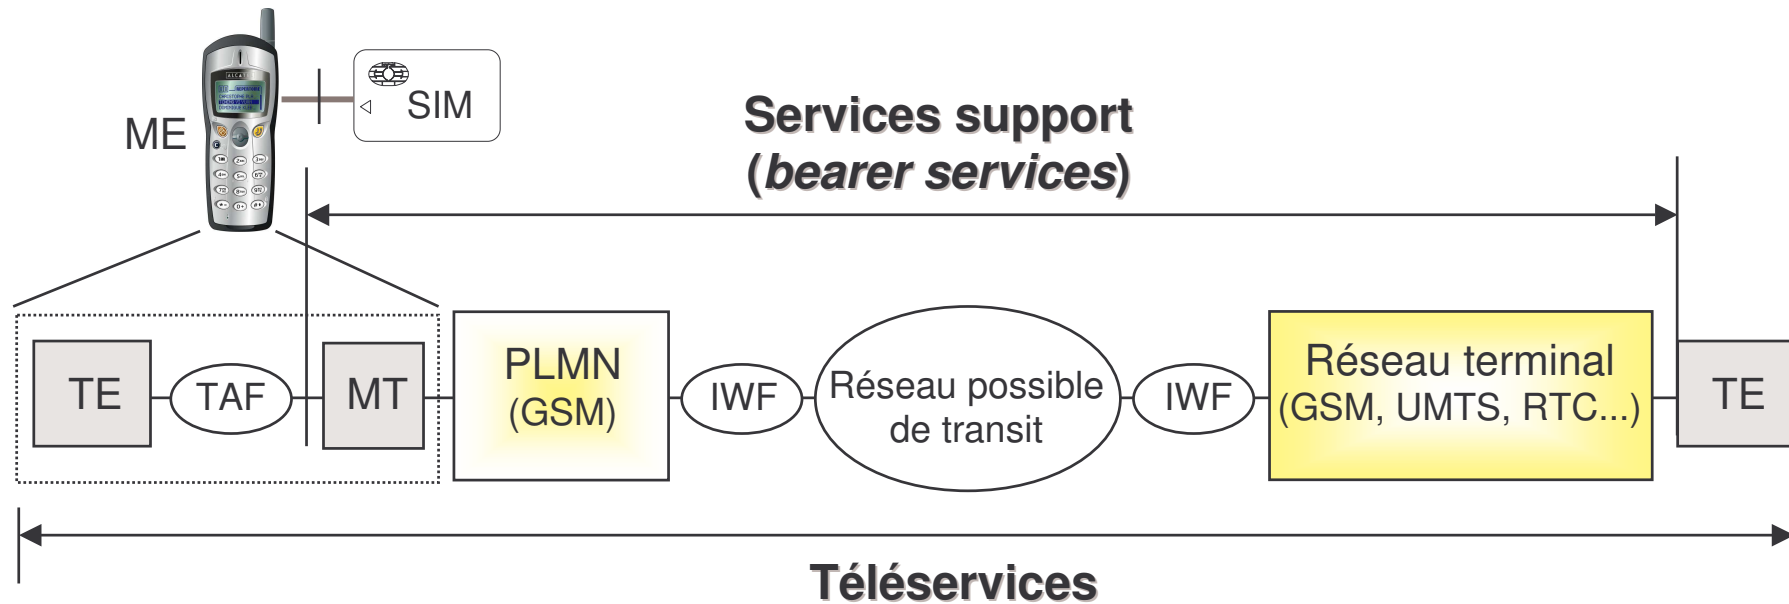 ALCATEL
SIM
ME
Services support
(bearer services)
TE
TAF
MT
PLMN
(GSM)
IWF
Réseau possible
de transit
IWF
Réseau terminal
(GSM, UMTS, RTC...)
TE
Téléservices